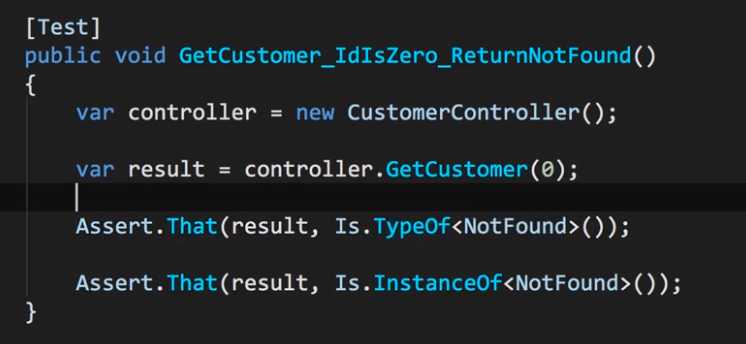 [Test]
public void GetCustomer_IdIsZero_ReturnNotFound()
{
    var controller = new CustomerController();
    var result = controller.GetCustomer(0);
    Assert.That(result, Is.TypeOf<NotFound>());
    Assert.That(result, Is.InstanceOf<NotFound>());
}